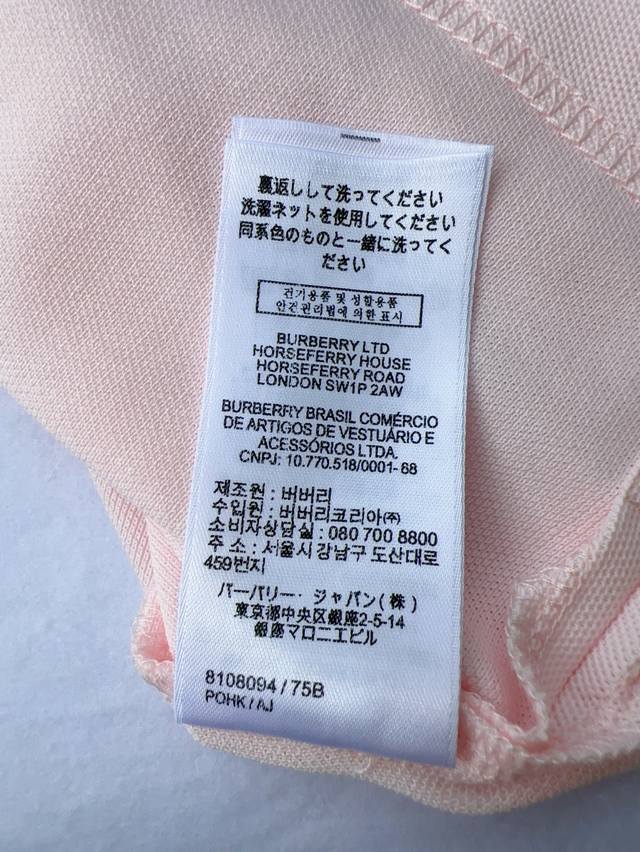 裏返しして洗ってください
洗濯ネットを使用してください
同系色のものと一緒に洗ってく
ださい
전기용품 및 생활용품
안전관리법에 의한 표시
BURBERRY LTD
HORSEFERRY HOUSE
HORSEFERRY ROAD
LONDON SW1P 2AW
BURBERRY BRASIL COMÉRCIO
DE ARTIGOS DE VESTUÁRIO E
ACESSÓRIOS LTDA.
CNPJ: 10.770.518/0001-68
제조원 : 버버리
수입원 : 버버리코리아㈜
소비자상담실 : 080 700 8800
주 소 : 서울시 강남구 도산대로
459번지
バーバリー・ジャパン(株)
東京都中央区銀座2-5-14
銀座マロニエビル
8108094 / 75B
POHK / AJ